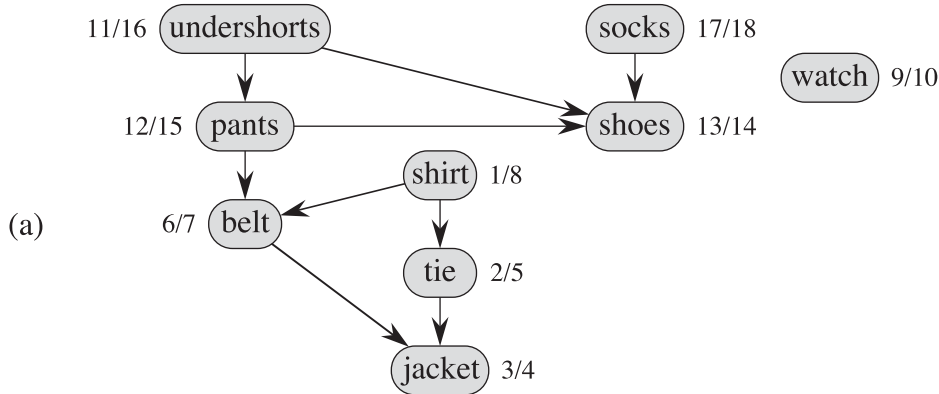 11/16 undershorts socks 17/18
watch 9/10
12/15 pants shoes 13/14
shirt 1/8
(a) 6/7 belt
tie 2/5
jacket 3/4